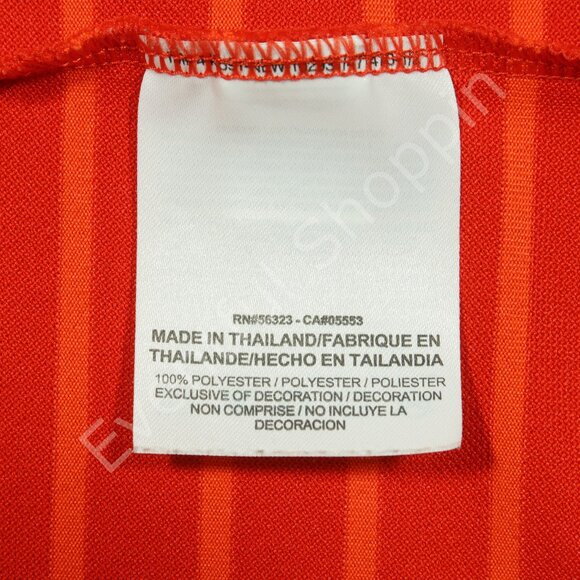 RN#56323 - CA#05553
MADE IN THAILAND/FABRIQUE EN
THAILANDE/HECHO EN TAILANDIA
100% POLYESTER / POLYESTER / POLIESTER
EXCLUSIVE OF DECORATION / DECORATION
NON COMPRISE / NO INCLUYE LA
DECORACION